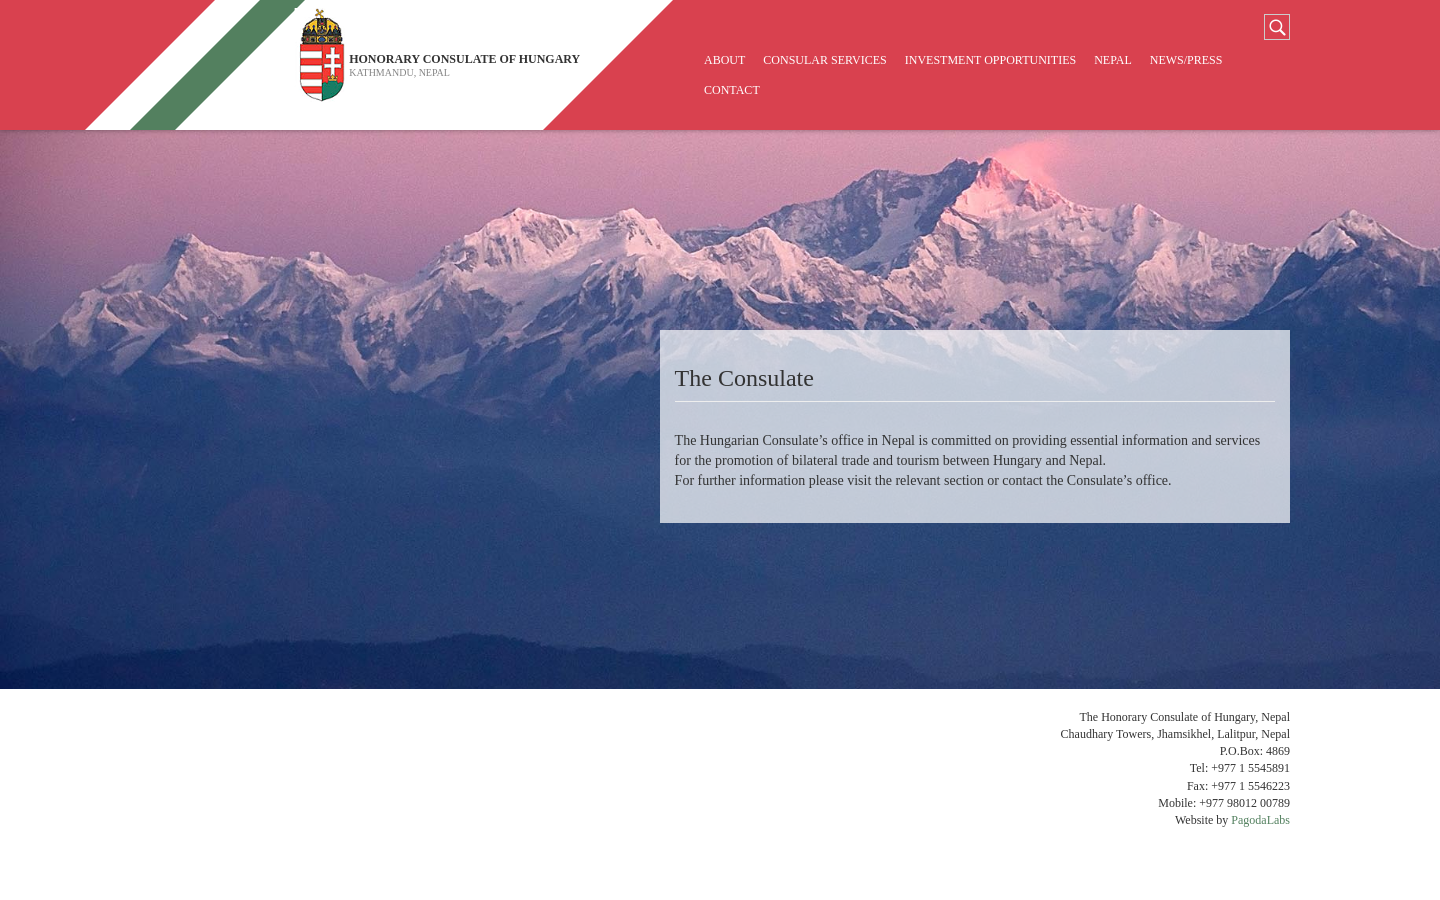 HONORARY CONSULATE OF HUNGARY
KATHMANDU, NEPAL
ABOUT CONSULAR SERVICES INVESTMENT OPPORTUNITIES NEPAL NEWS/PRESS
CONTACT
The Consulate
The Hungarian Consulate’s office in Nepal is committed on providing essential information and services
for the promotion of bilateral trade and tourism between Hungary and Nepal.
For further information please visit the relevant section or contact the Consulate’s office.
The Honorary Consulate of Hungary, Nepal
Chaudhary Towers, Jhamsikhel, Lalitpur, Nepal
P.O.Box: 4869
Tel: +977 1 5545891
Fax: +977 1 5546223
Mobile: +977 98012 00789
Website by PagodaLabs